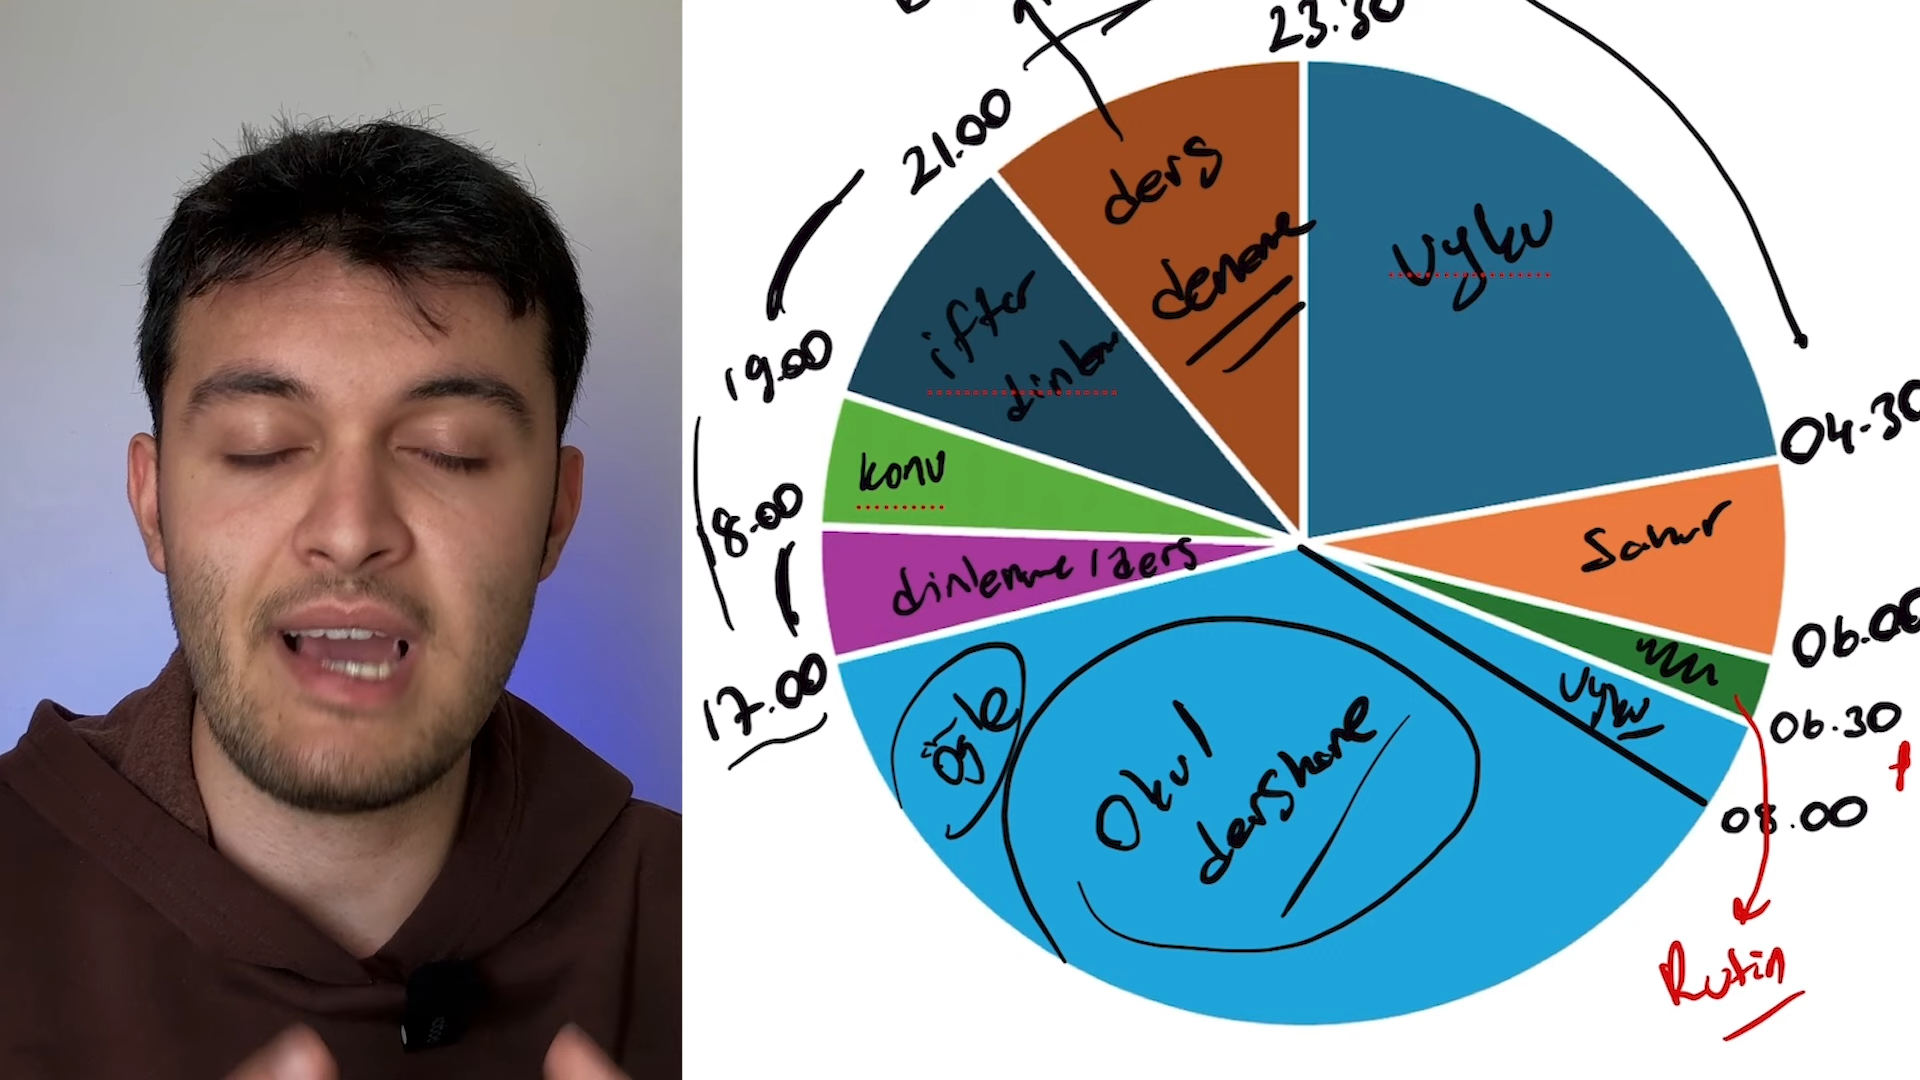 23.30
21.00
ders
deneme
uyku
iftar
dinlen
19.00
04.30
konu
18.00
Sahur
dinlenme / ders
06.00
17.00
uyku
06.30
öğle
Okul
dershane
08.00
Rutin